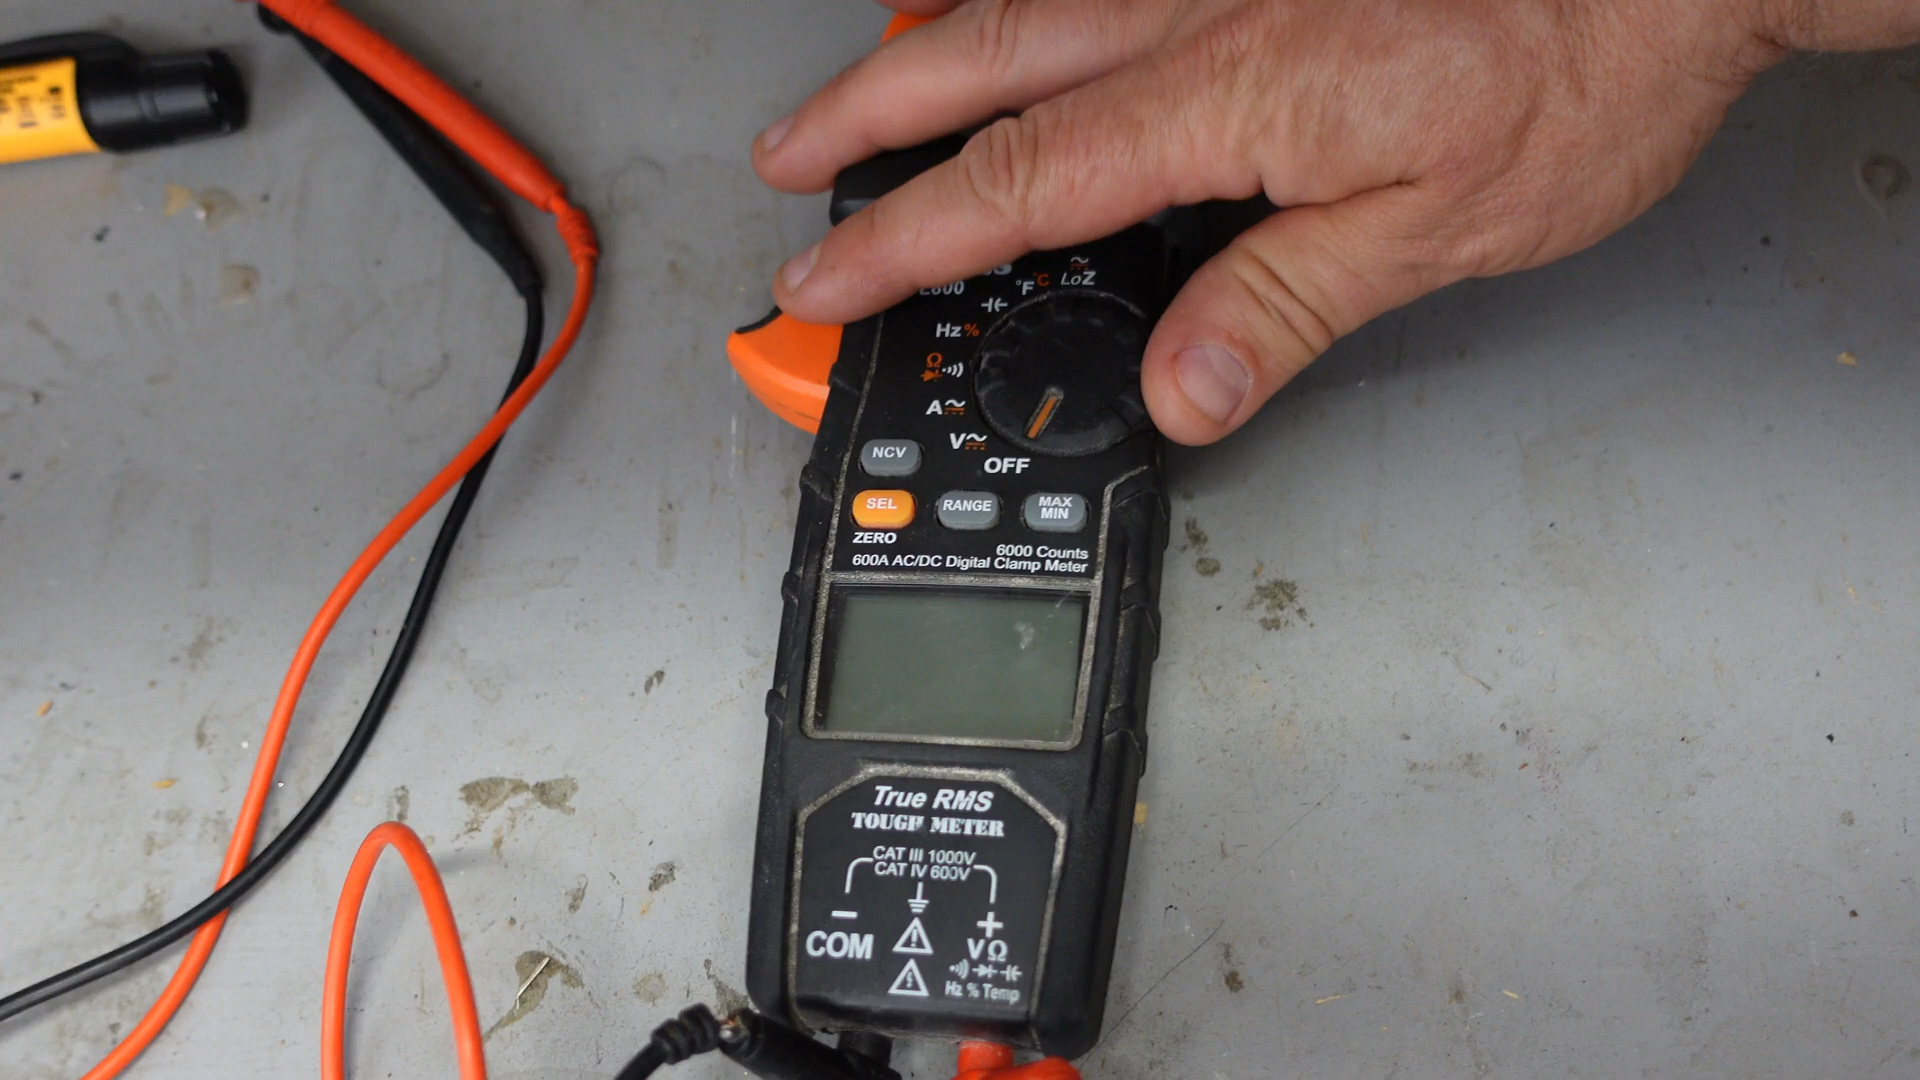 °F °C LoZ
Hz %
Ω
A
V
OFF
NCV
SEL
RANGE
MAX
MIN
ZERO
6000 Counts
600A AC/DC Digital Clamp Meter
True RMS
TOUGH METER
CAT III 1000V
CAT IV 600V
COM
V Ω
Hz % Temp